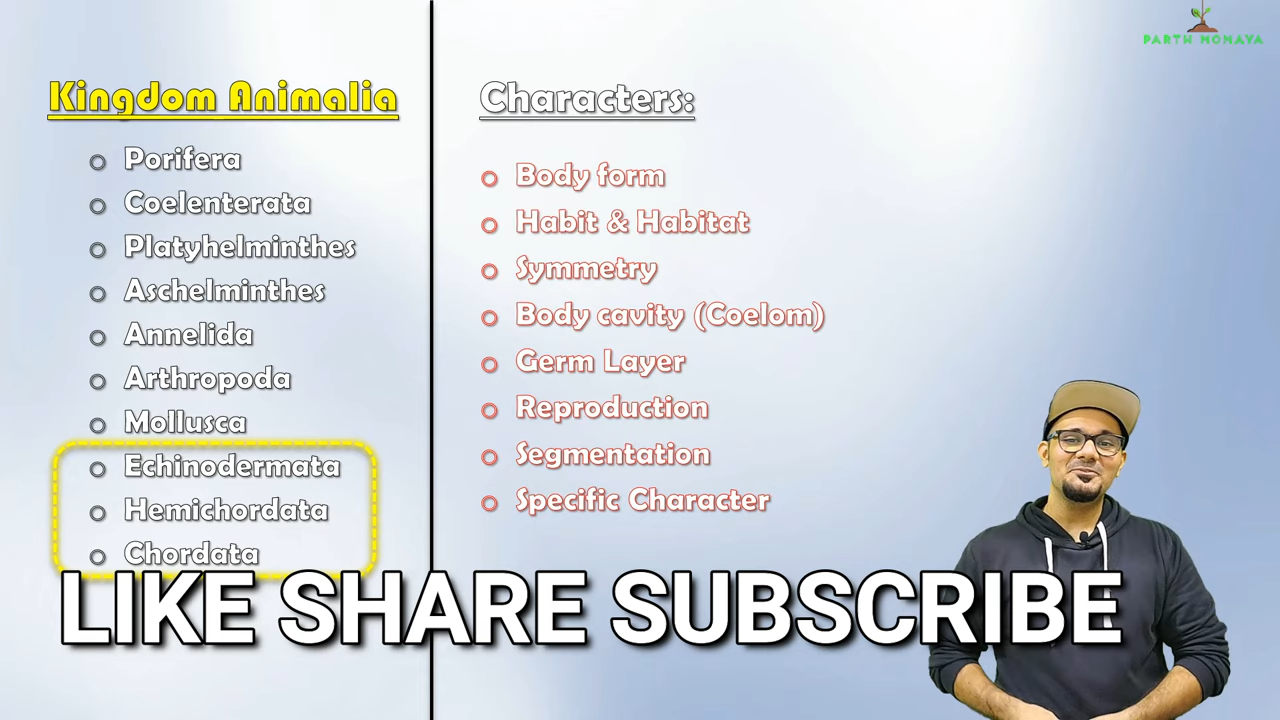 PARTH MOMAYA
Kingdom Animalia
Porifera
Coelenterata
Platyhelminthes
Aschelminthes
Annelida
Arthropoda
Mollusca
Echinodermata
Hemichordata
Chordata
Characters:
Body form
Habit & Habitat
Symmetry
Body cavity (Coelom)
Germ Layer
Reproduction
Segmentation
Specific Character
LIKE SHARE SUBSCRIBE